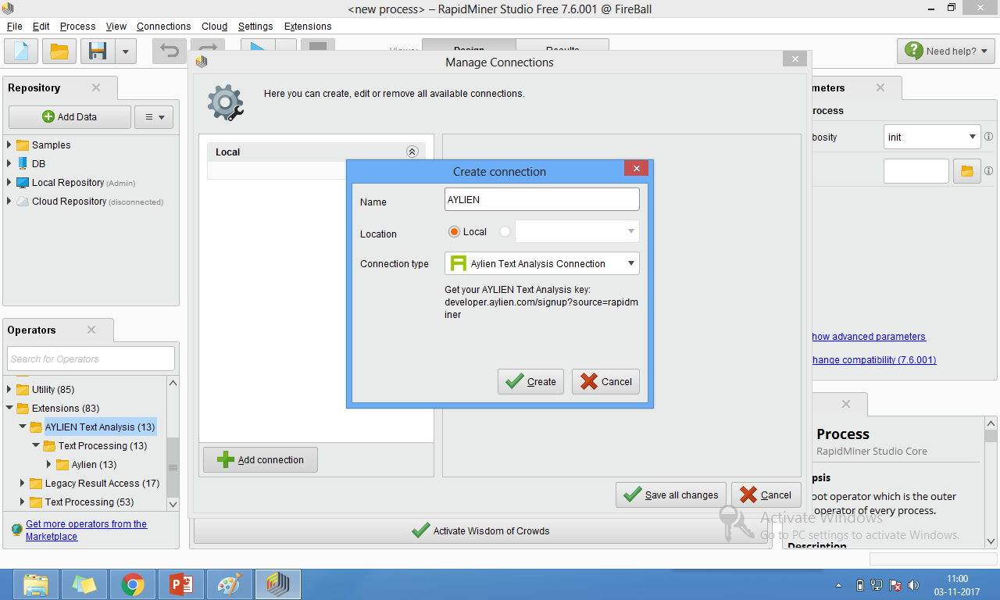 <new process> – RapidMiner Studio Free 7.6.001 @ FireBall
File Edit Process View Connections Cloud Settings Extensions
Need help?
Manage Connections
Repository
Add Data
Samples
DB
Local Repository (Admin)
Cloud Repository (disconnected)
Operators
Search for Operators
Utility (85)
Extensions (83)
AYLIEN Text Analysis (13)
Text Processing (13)
Aylien (13)
Legacy Result Access (17)
Text Processing (53)
Get more operators from the
Marketplace
Here you can create, edit or remove all available connections.
Local
Create connection
Name AYLIEN
Location Local
Connection type Aylien Text Analysis Connection
Get your AYLIEN Text Analysis key:
developer.aylien.com/signup?source=rapidm
iner
Create Cancel
Add connection
Save all changes Cancel
Activate Wisdom of Crowds
meters
rocess
bosity init
how advanced parameters
hange compatibility (7.6.001)
Process
RapidMiner Studio Core
psis
oot operator which is the outer
operator of every process.
Description
Activate Windows
Go to PC settings to activate Windows.
11:00
03-11-2017